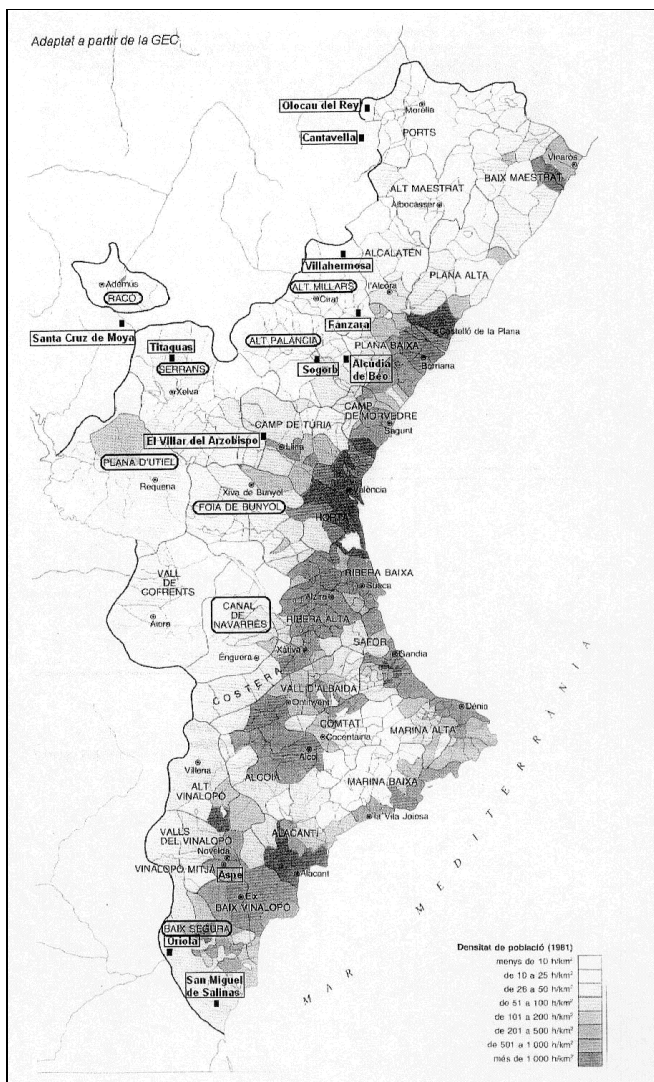 Adaptat a partir de la GEC
Olocau del Rey
Morella
PORTS
Cantavella
Vinaròs
BAIX MAESTRAT
ALT MAESTRAT
Albocàsser
ALCALATÉN
Villahermosa
PLANA ALTA
ALT MILLARS
l'Alcora
Cirat
Ademús
RACÓ
Fanzara
Santa Cruz de Moya
Castelló de la Plana
Titaguas
ALT PALÀNCIA
PLANA BAIXA
SERRANS
Sogorb
Alcúdia
de Beo
Borriana
Xelva
CAMP
DE MORVEDRE
CAMP DE TÚRIA
Sagunt
El Villar del Arzobispo
Llíria
PLANA D'UTIEL
Requena
Xiva de Bunyol
València
FOIA DE BUNYOL
HORTA
VALL
DE
COFRENTS
RIBERA BAIXA
Sueca
Alzira
CANAL
DE
NAVARRÉS
Aiora
RIBERA ALTA
SAFOR
Xàtiva
Gandia
Énguera
COSTERA
VALL D'ALBAIDA
Ontinyent
Dénia
COMTAT
MARINA ALTA
Cocentaina
Alcoi
Villena
ALCOIÀ
MARINA BAIXA
ALT
VINALOPÓ
la Vila Joiosa
VALLS
DEL VINALOPÓ
ALACANTÍ
Novelda
VINALOPÓ MITJÀ
Aspe
Alacant
Elx
BAIX VINALOPÓ
MAR MEDITERRÀNIA
BAIX SEGURA
Oriola
San Miguel
de Salinas
Densitat de població (1981)
menys de 10 h/km²
de 10 a 25 h/km²
de 26 a 50 h/km²
de 51 a 100 h/km²
de 101 a 200 h/km²
de 201 a 500 h/km²
de 501 a 1 000 h/km²
més de 1 000 h/km²